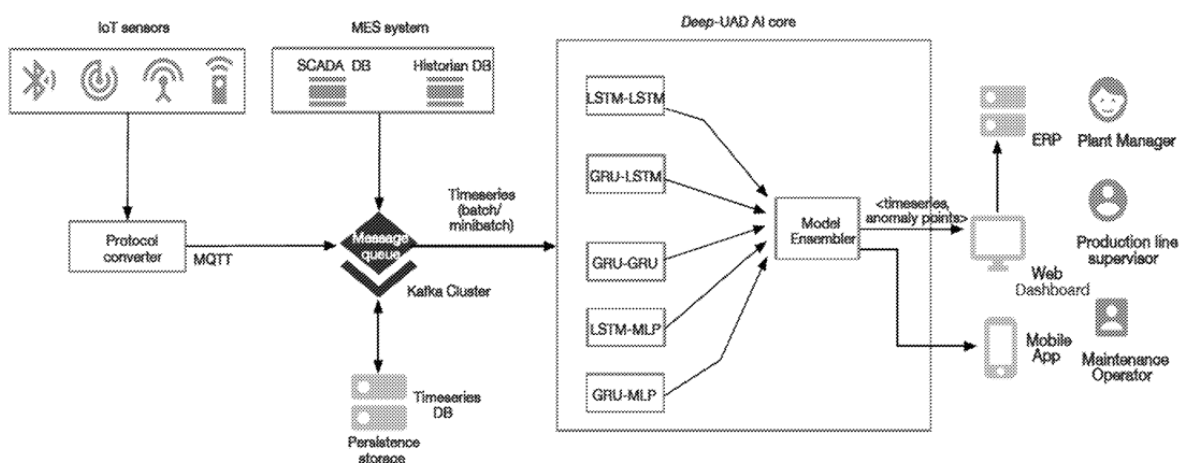 IoT sensors
MES system
Deep-UAD AI core
SCADA DB
Historian DB
LSTM-LSTM
GRU-LSTM
GRU-GRU
LSTM-MLP
GRU-MLP
Protocol
converter
MQTT
Message
queue
Kafka Cluster
Timeseries
(batch/
minibatch)
Timeseries
DB
Persistence
storage
Model
Ensembler
<timeseries,
anomaly points>
ERP
Plant Manager
Web
Dashboard
Production line
supervisor
Mobile
App
Maintenance
Operator